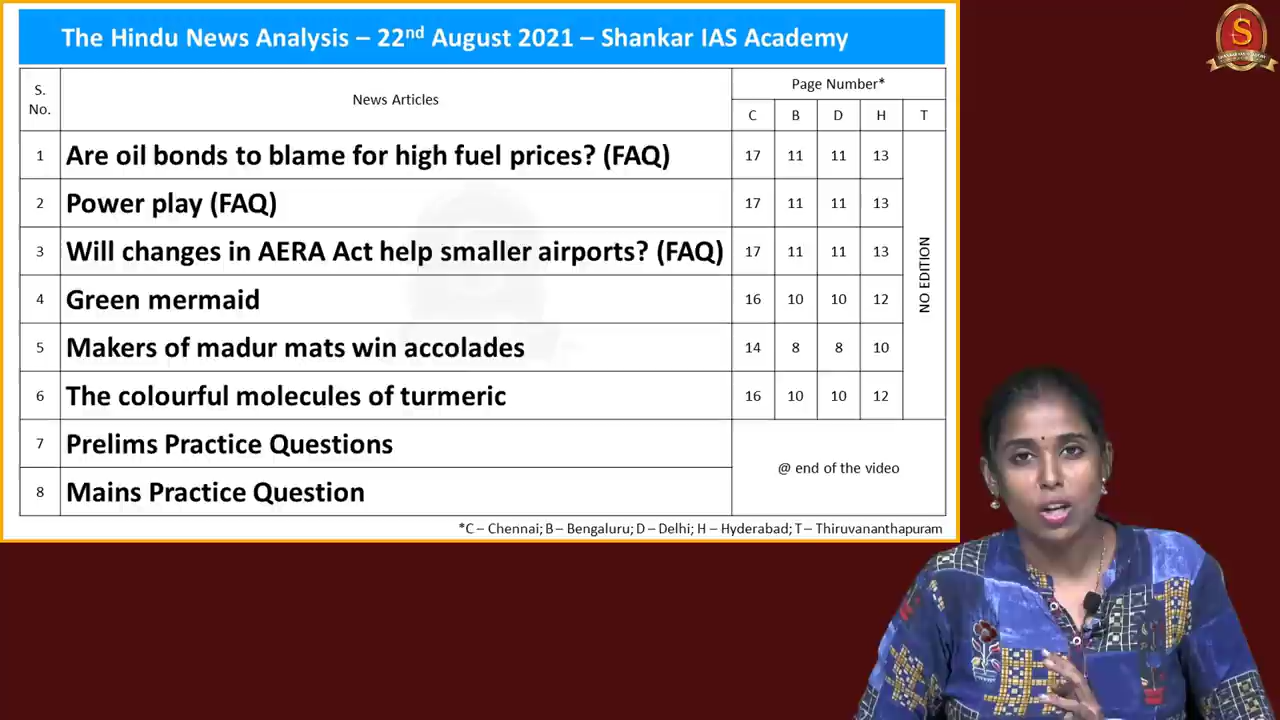 The Hindu News Analysis – 22nd August 2021 – Shankar IAS Academy
S. No. News Articles Page Number*
C B D H T
1 Are oil bonds to blame for high fuel prices? (FAQ) 17 11 11 13
2 Power play (FAQ) 17 11 11 13
3 Will changes in AERA Act help smaller airports? (FAQ) 17 11 11 13
NO EDITION
4 Green mermaid 16 10 10 12
5 Makers of madur mats win accolades 14 8 8 10
6 The colourful molecules of turmeric 16 10 10 12
7 Prelims Practice Questions
@ end of the video
8 Mains Practice Question
*C – Chennai; B – Bengaluru; D – Delhi; H – Hyderabad; T – Thiruvananthapuram
S